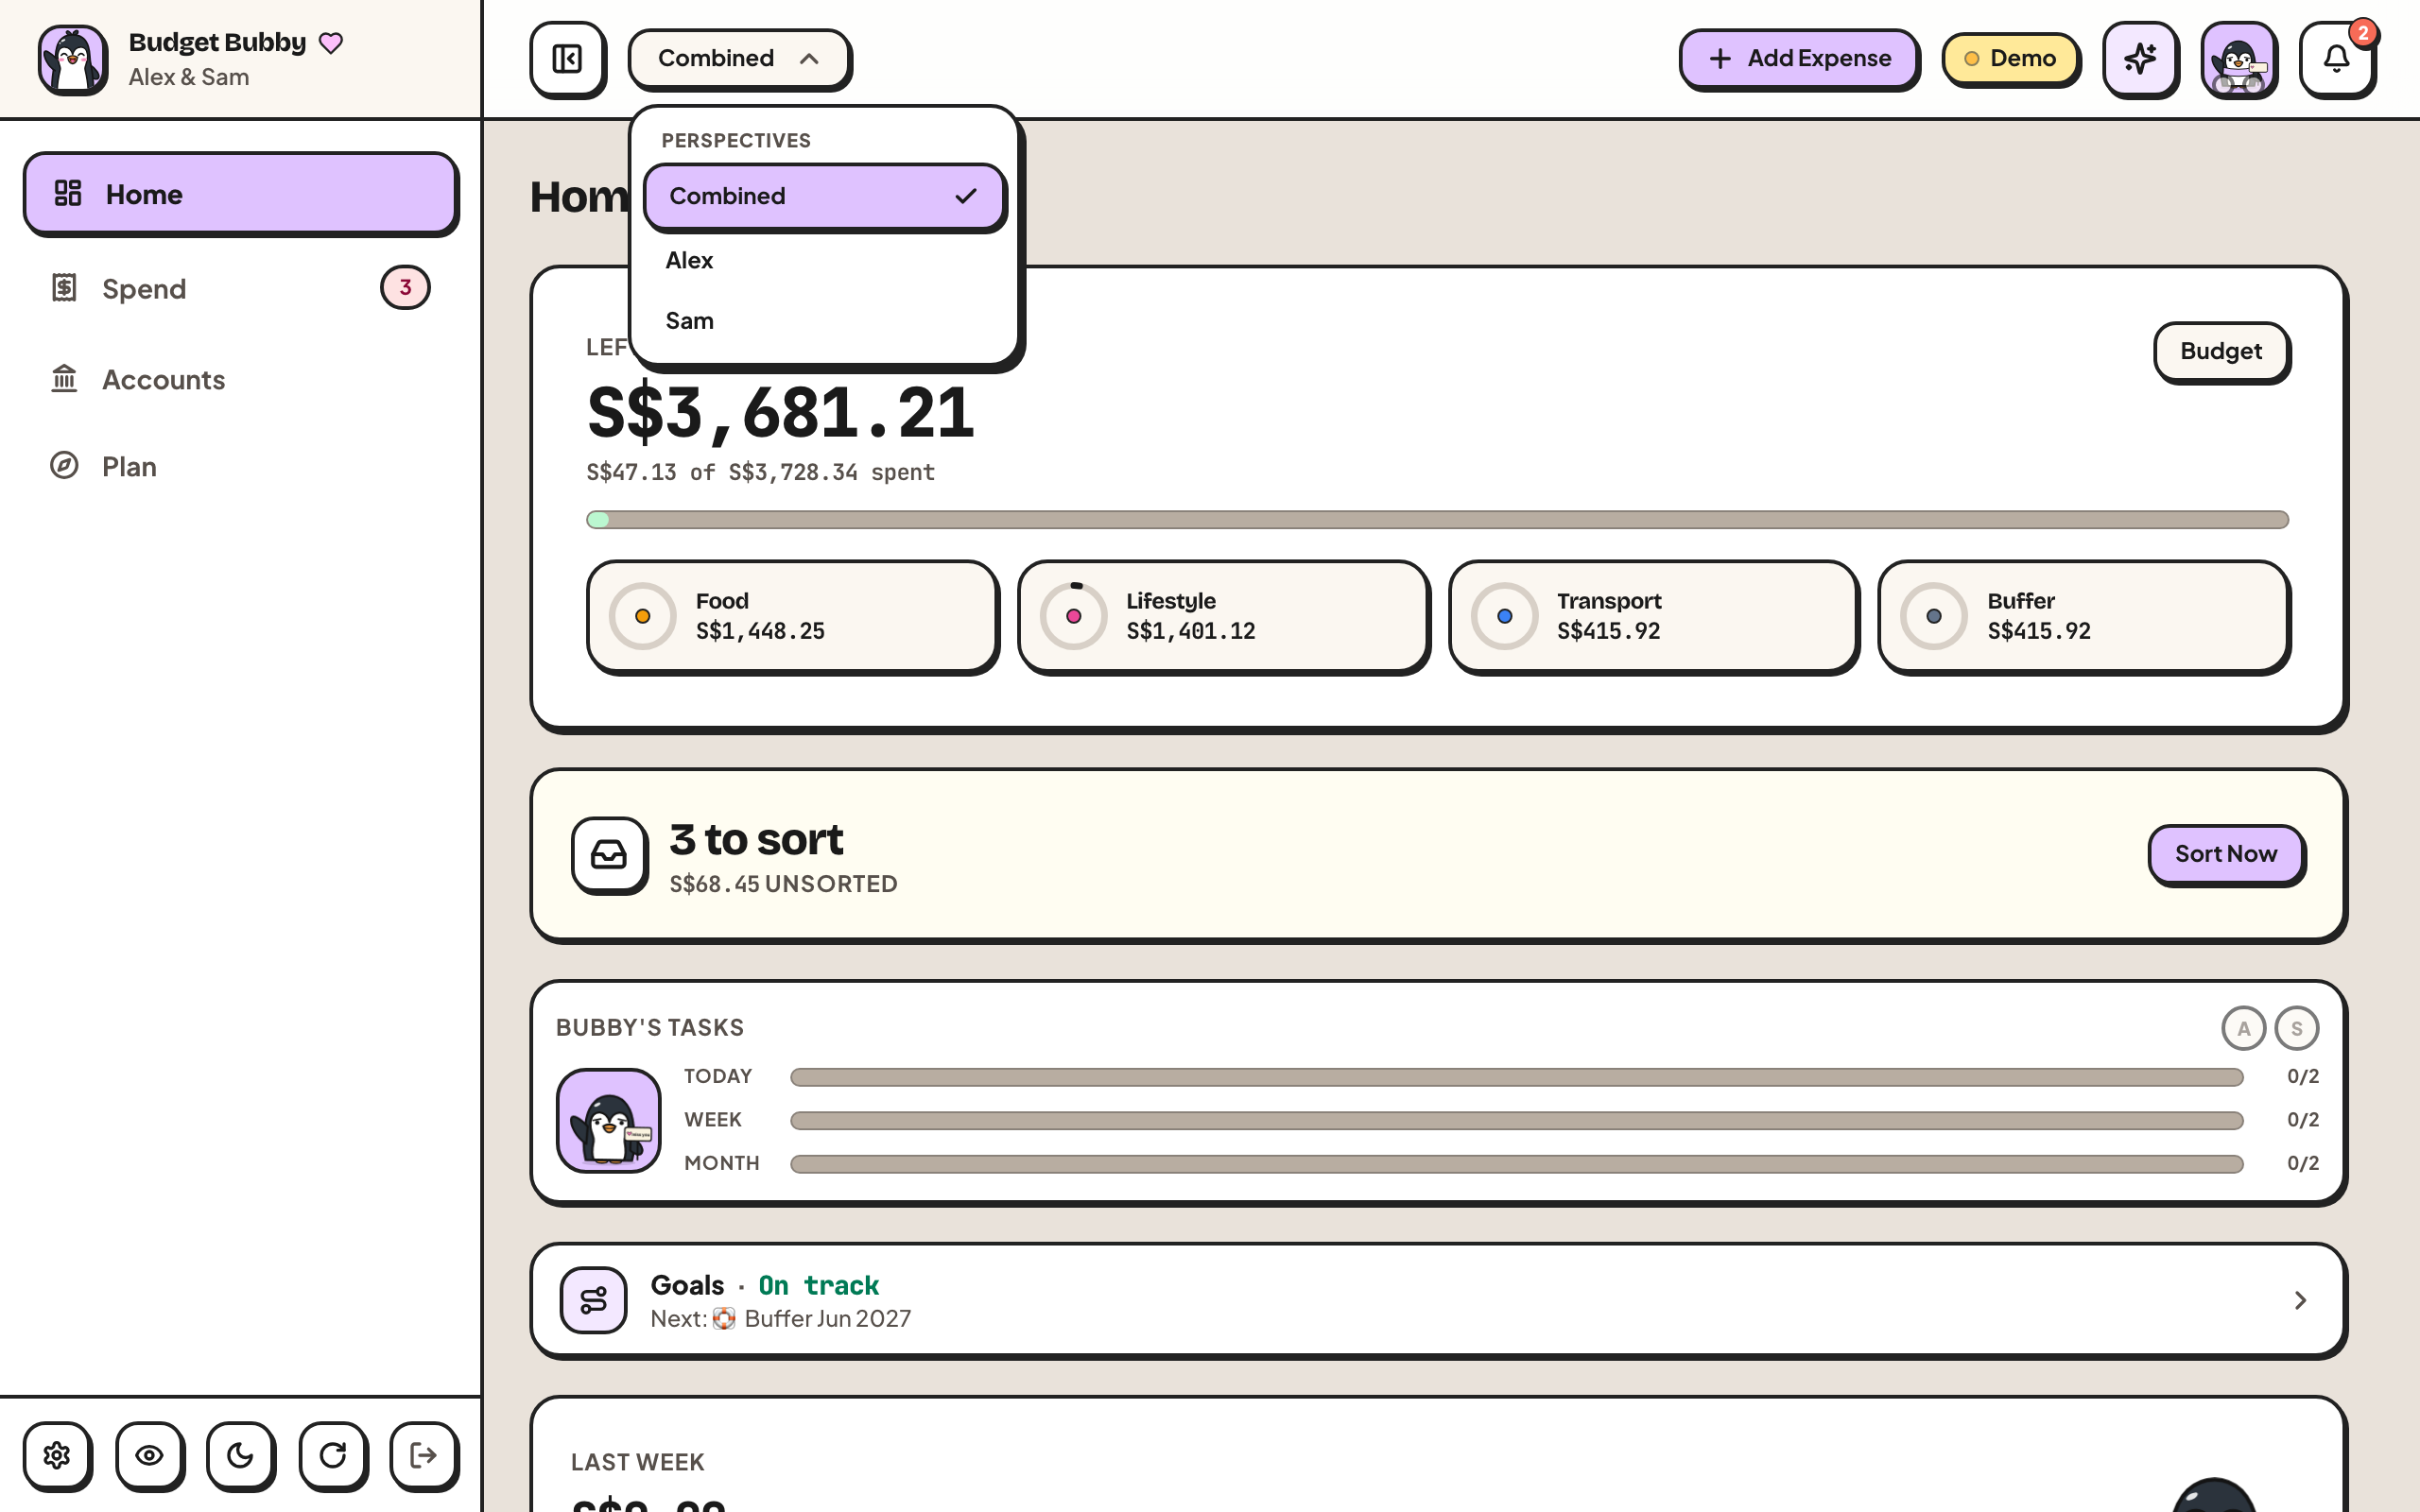 Budget Bubby
Alex & Sam
Combined
Add Expense
Demo
2
PERSPECTIVES
Combined
Alex
Sam
Home
Spend
3
Accounts
Plan
Budget
S$3,681.21
S$47.13 of S$3,728.34 spent
Food
S$1,448.25
Lifestyle
S$1,401.12
Transport
S$415.92
Buffer
S$415.92
3 to sort
S$68.45 UNSORTED
Sort Now
BUBBY'S TASKS
A
S
TODAY
0/2
WEEK
0/2
MONTH
0/2
Goals · On track
Next: 🛟 Buffer Jun 2027
LAST WEEK